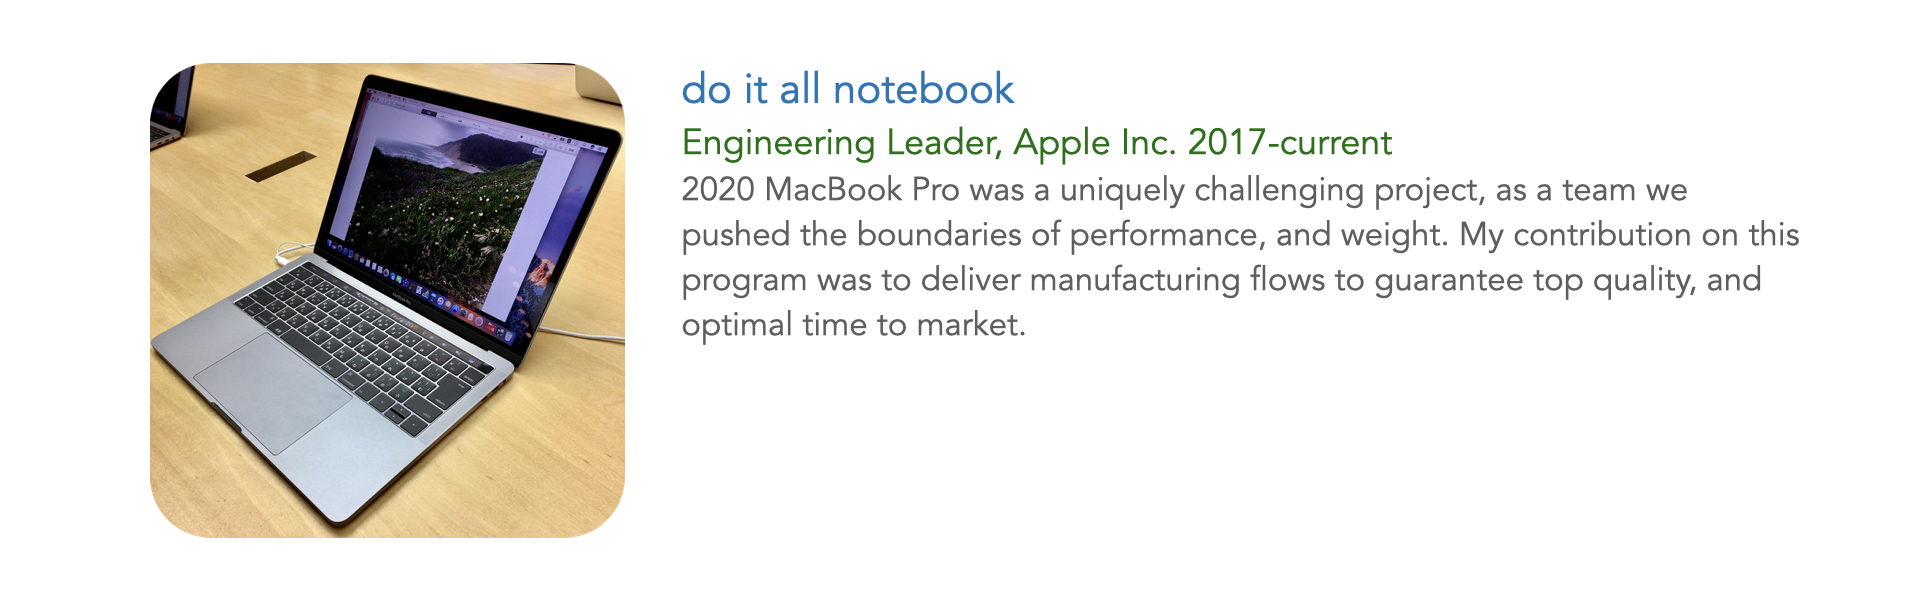 do it all notebook
Engineering Leader, Apple Inc. 2017-current
2020 MacBook Pro was a uniquely challenging project, as a team we
pushed the boundaries of performance, and weight. My contribution on this
program was to deliver manufacturing flows to guarantee top quality, and
optimal time to market.